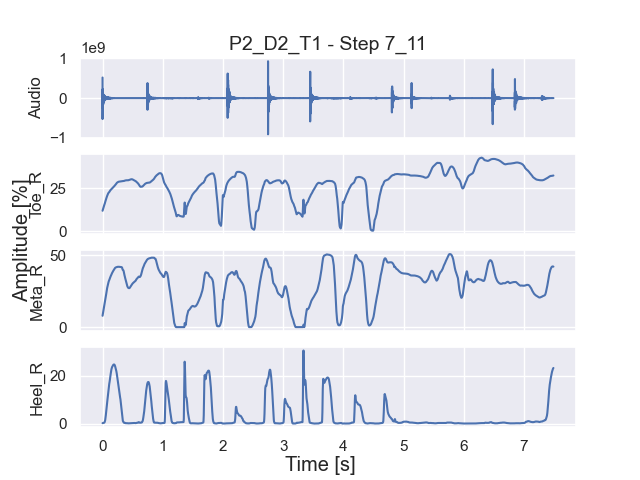 P2_D2_T1 - Step 7_11
1e9
1
0
−1
Audio
25
0
Toe_R
Amplitude [%]
50
0
Meta_R
20
0
Heel_R
0 1 2 3 4 5 6 7
Time [s]